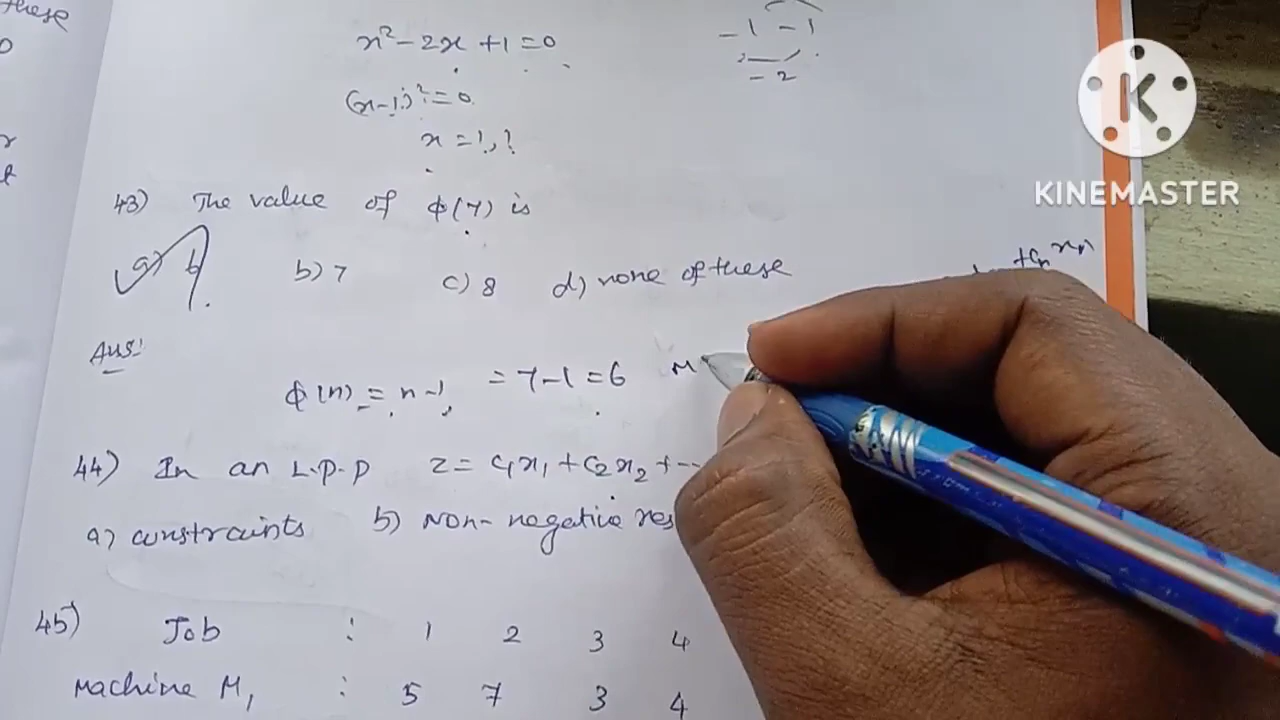 these
x² - 2x + 1 = 0
-1 -1
-2
(x-1)² = 0
x = 1, 1
KINEMASTER
43) The value of φ(7) is
a) 6 b) 7 c) 8 d) none of these
+cₙxₙ
Ans:
φ(n) = n-1 = 7-1 = 6 M
44) In an L.P.P z = c₁x₁ + c₂x₂ + --
a) constraints b) Non-negative res
45) Job : 1 2 3 4
Machine M₁ : 5 7 3 4